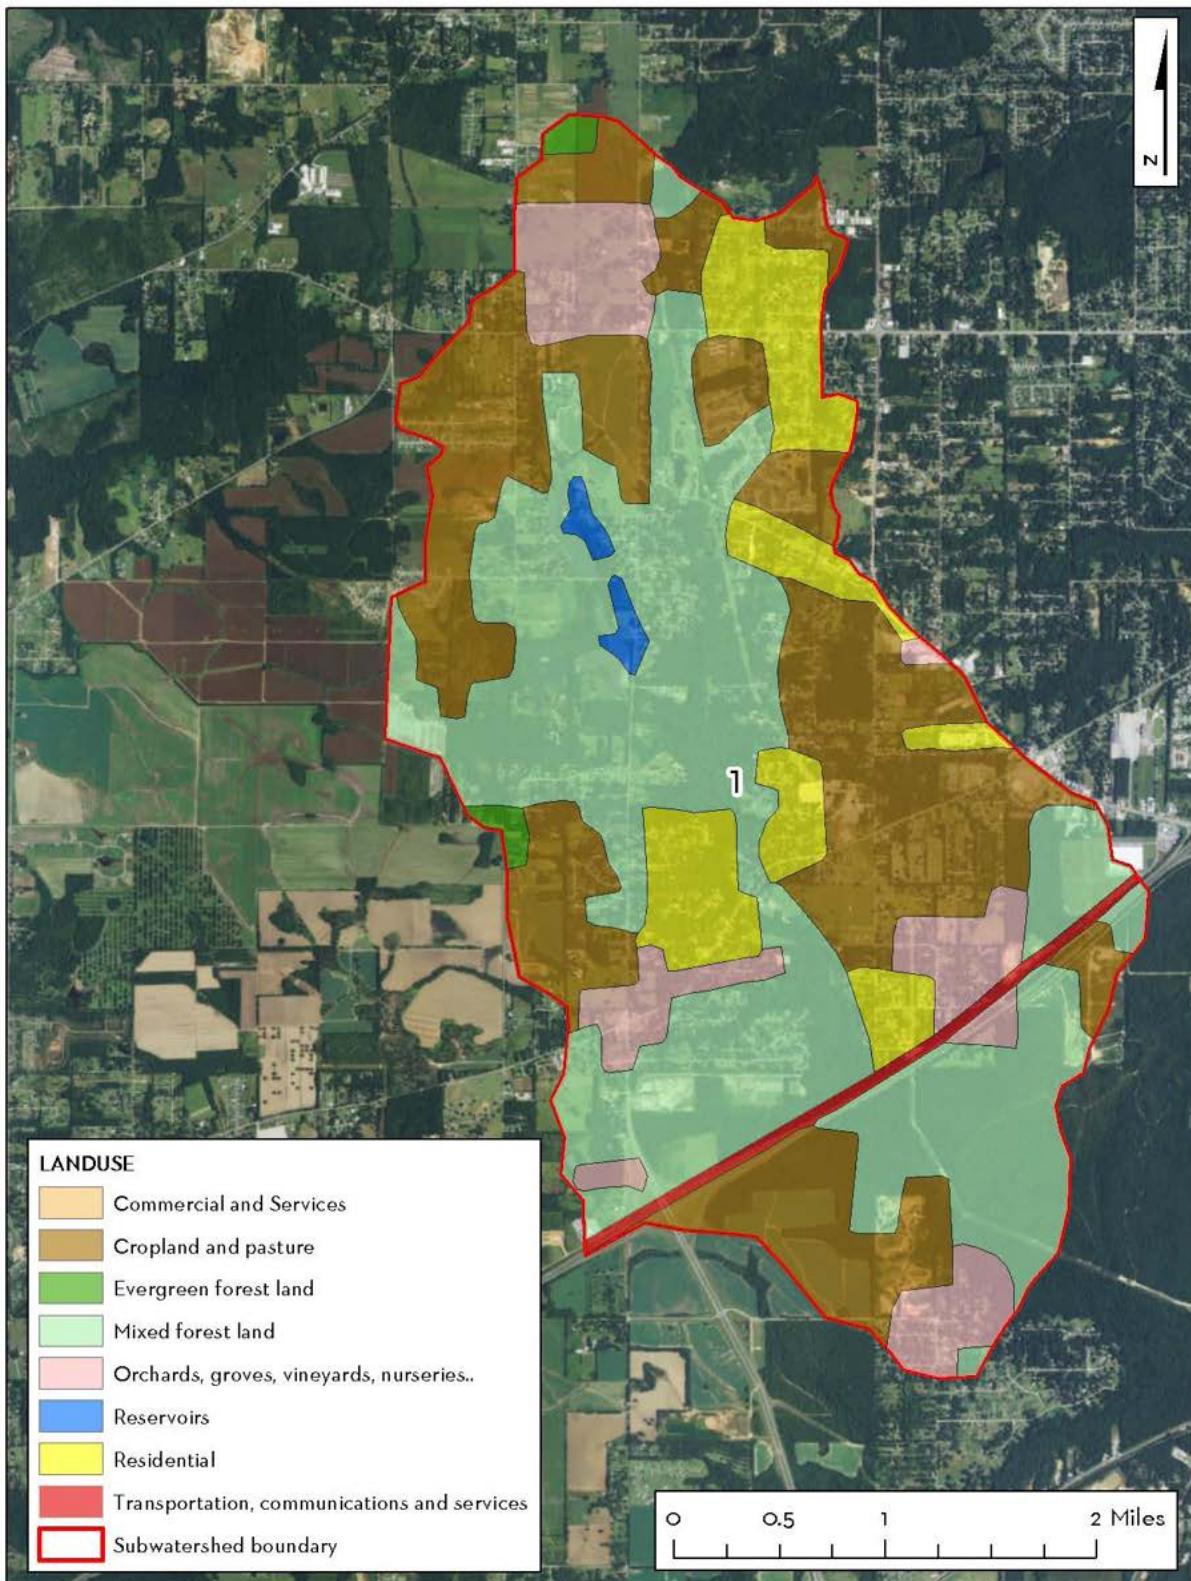 N
1
LANDUSE
Commercial and Services
Cropland and pasture
Evergreen forest land
Mixed forest land
Orchards, groves, vineyards, nurseries..
Reservoirs
Residential
Transportation, communications and services
Subwatershed boundary
0 0.5 1 2 Miles